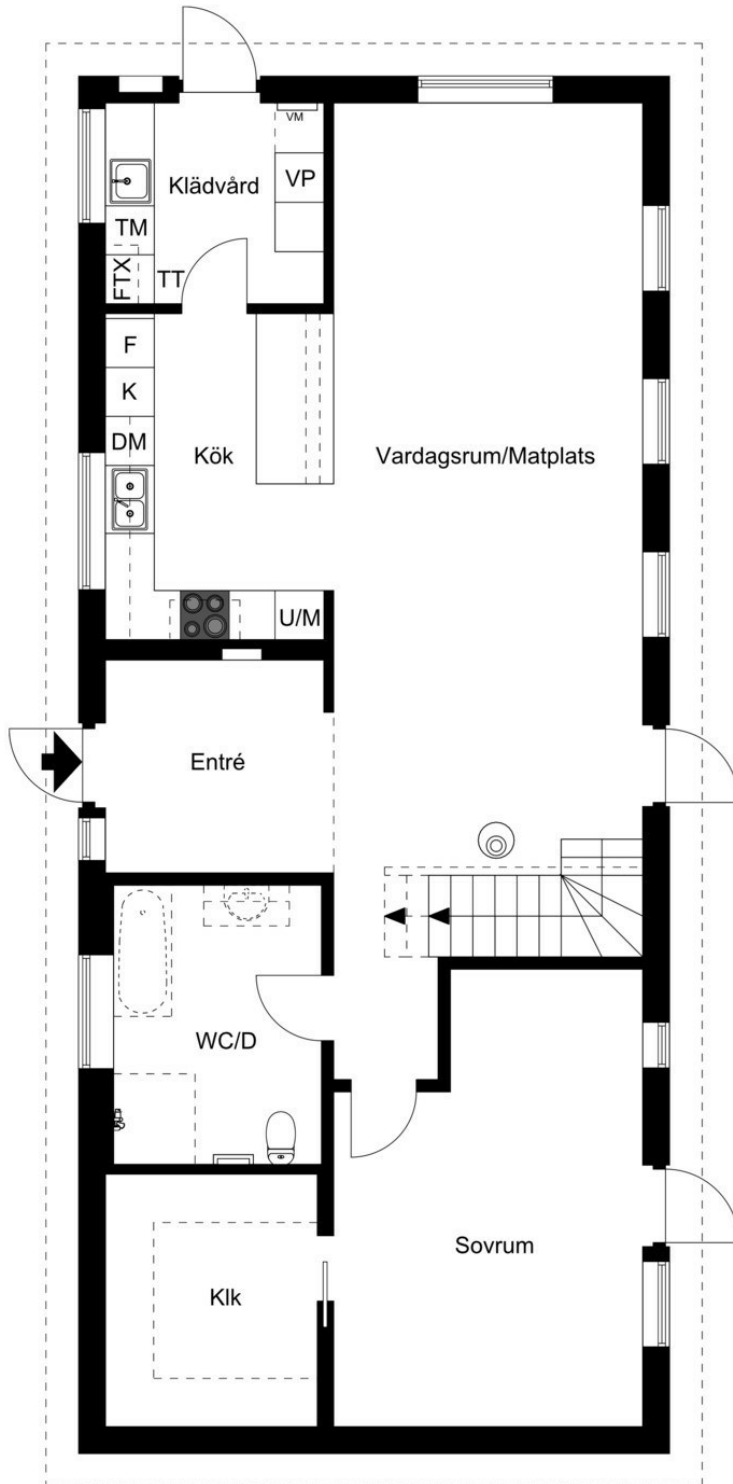 VM
Klädvård
VP
TM
FTX
TT
F
K
DM
Kök
Vardagsrum/Matplats
U/M
Entré
WC/D
Sovrum
Klk